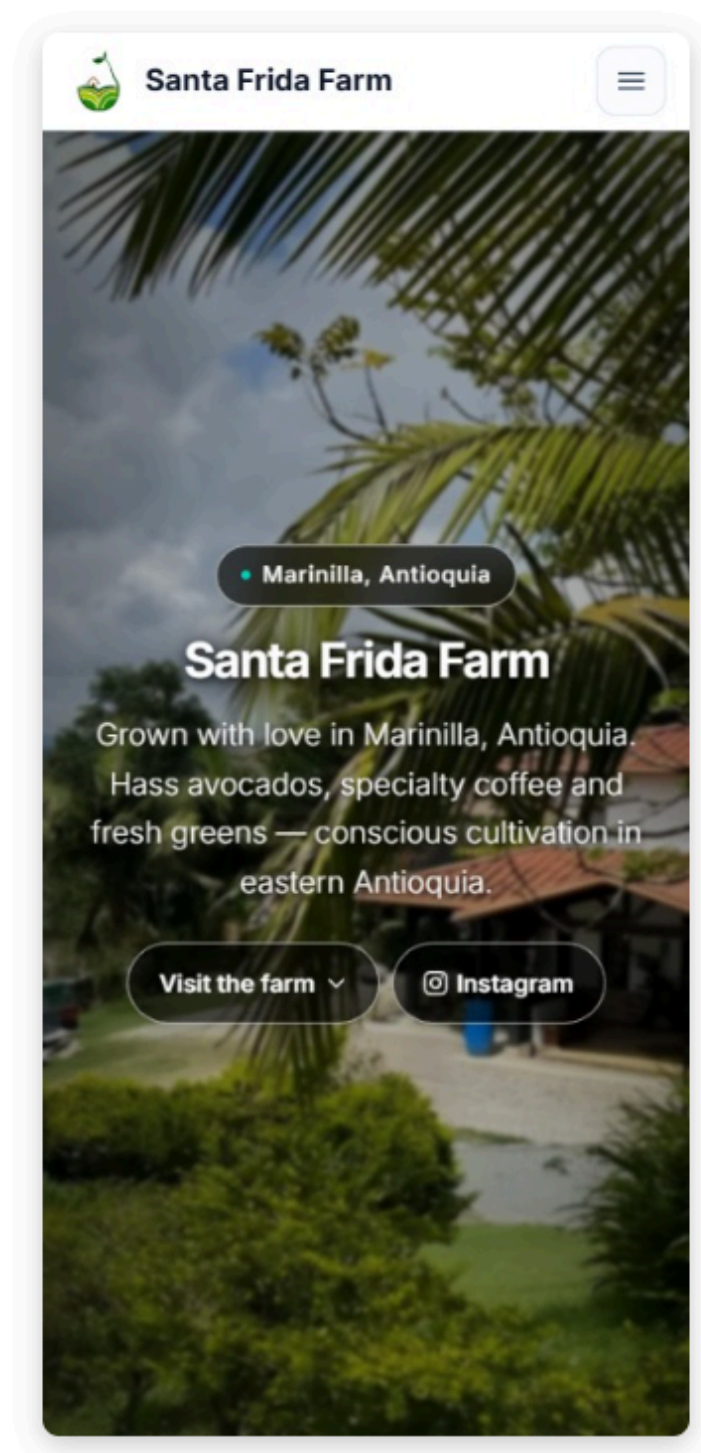 Santa Frida Farm
Marinilla, Antioquia
Santa Frida Farm
Grown with love in Marinilla, Antioquia.
Hass avocados, specialty coffee and
fresh greens — conscious cultivation in
eastern Antioquia.
Visit the farm
Instagram